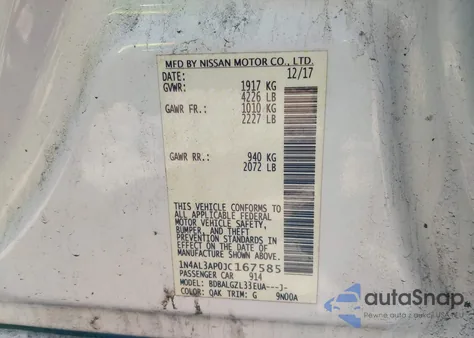 MFD BY NISSAN MOTOR CO., LTD.
DATE: 12/17
GVWR: 1917 KG
4226 LB
GAWR FR.: 1010 KG
2227 LB
GAWR RR.: 940 KG
2072 LB
THIS VEHICLE CONFORMS TO
ALL APPLICABLE FEDERAL
MOTOR VEHICLE SAFETY,
BUMPER, AND THEFT
PREVENTION STANDARDS IN
EFFECT ON THE DATE OF
MANUFACTURE SHOWN ABOVE.
1N4AL3AP0JC167585
PASSENGER CAR 914
MODEL: BDBALGZL33EUA---J-
COLOR: QAK TRIM: G 9N00A
autoSnap
Pewne auto z